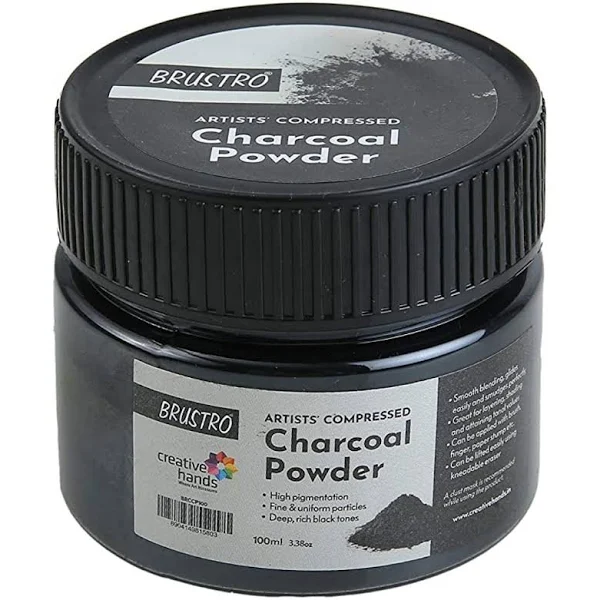 BRUSTRO®
ARTISTS' COMPRESSED
Charcoal
Powder
BRUSTRO®
creative
hands
BRCCP100
8904149815803
ARTISTS' COMPRESSED
Charcoal
Powder
• High pigmentation
• Fine & uniform particles
• Deep, rich black tones
100ml 3.38oz
• Smooth blending, glides
easily and smudges perfectly
• Great for layering, shading
and attaining tonal values
• Can be applied with brush,
finger, paper stump etc.
• Can be lifted easily using
kneadable eraser
A dust mask is recommended
while using the product.
www.creativehands.in